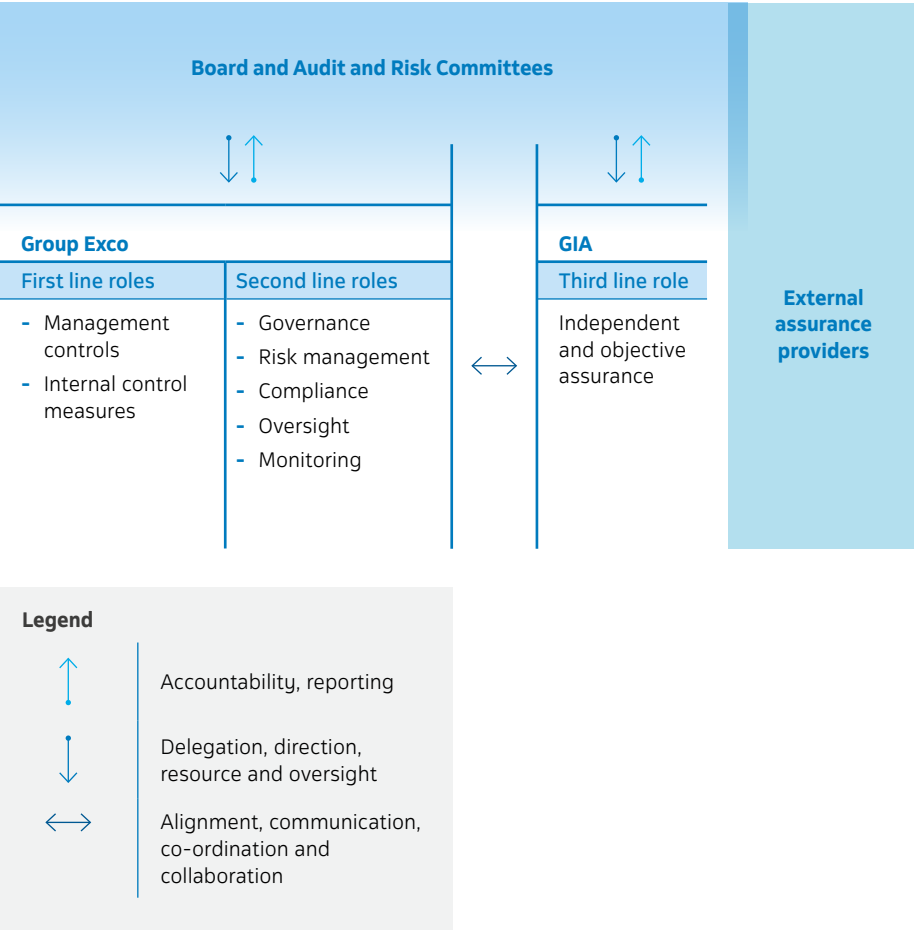 Board and Audit and Risk Committees
Group Exco
First line roles
- Management
controls
- Internal control
measures
Second line roles
- Governance
- Risk management
- Compliance
- Oversight
- Monitoring
GIA
Third line role
Independent
and objective
assurance
External
assurance
providers
Legend
Accountability, reporting
Delegation, direction,
resource and oversight
Alignment, communication,
co-ordination and
collaboration